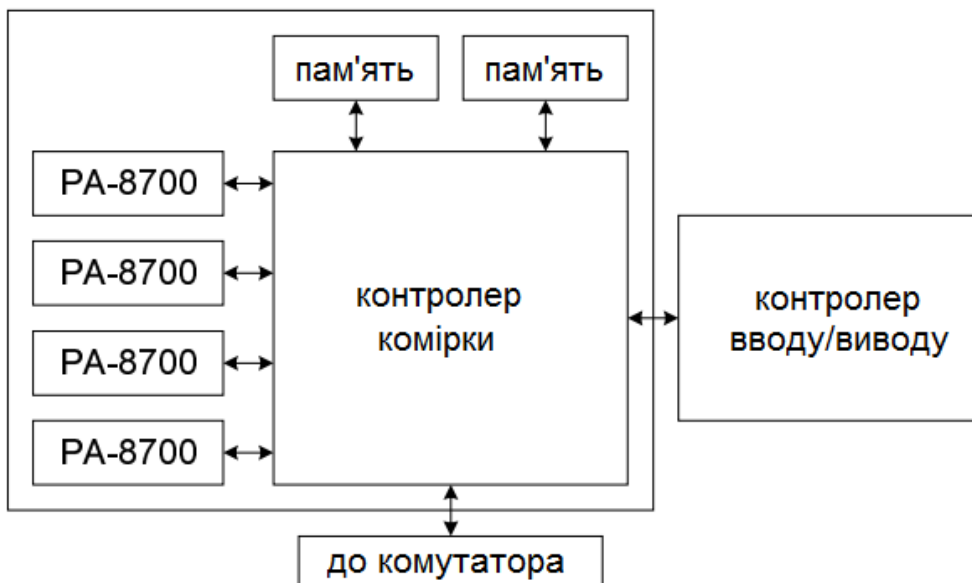 пам'ять пам'ять
PA-8700
PA-8700
PA-8700
PA-8700
контролер
комірки
контролер
вводу/виводу
до комутатора